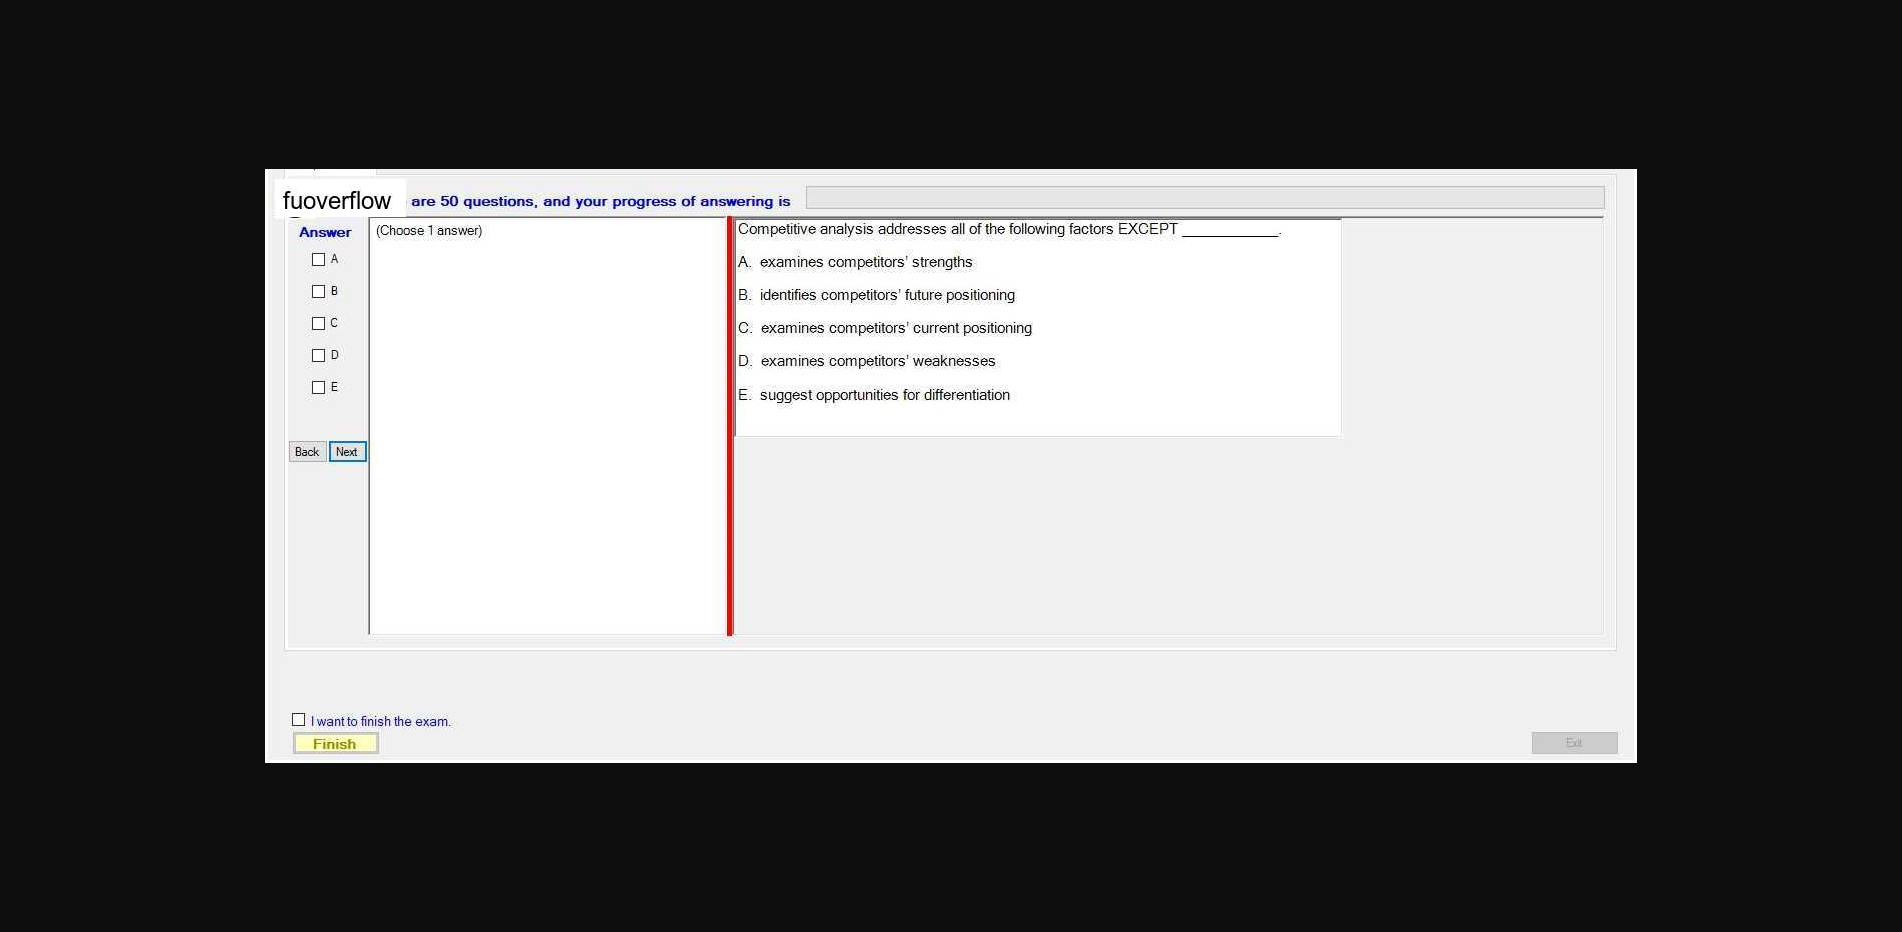 fuoverflow are 50 questions, and your progress of answering is
Answer
A
B
C
D
E
Back Next
(Choose 1 answer)
Competitive analysis addresses all of the following factors EXCEPT ____________.
A. examines competitors' strengths
B. identifies competitors' future positioning
C. examines competitors' current positioning
D. examines competitors' weaknesses
E. suggest opportunities for differentiation
I want to finish the exam.
Finish
Exit